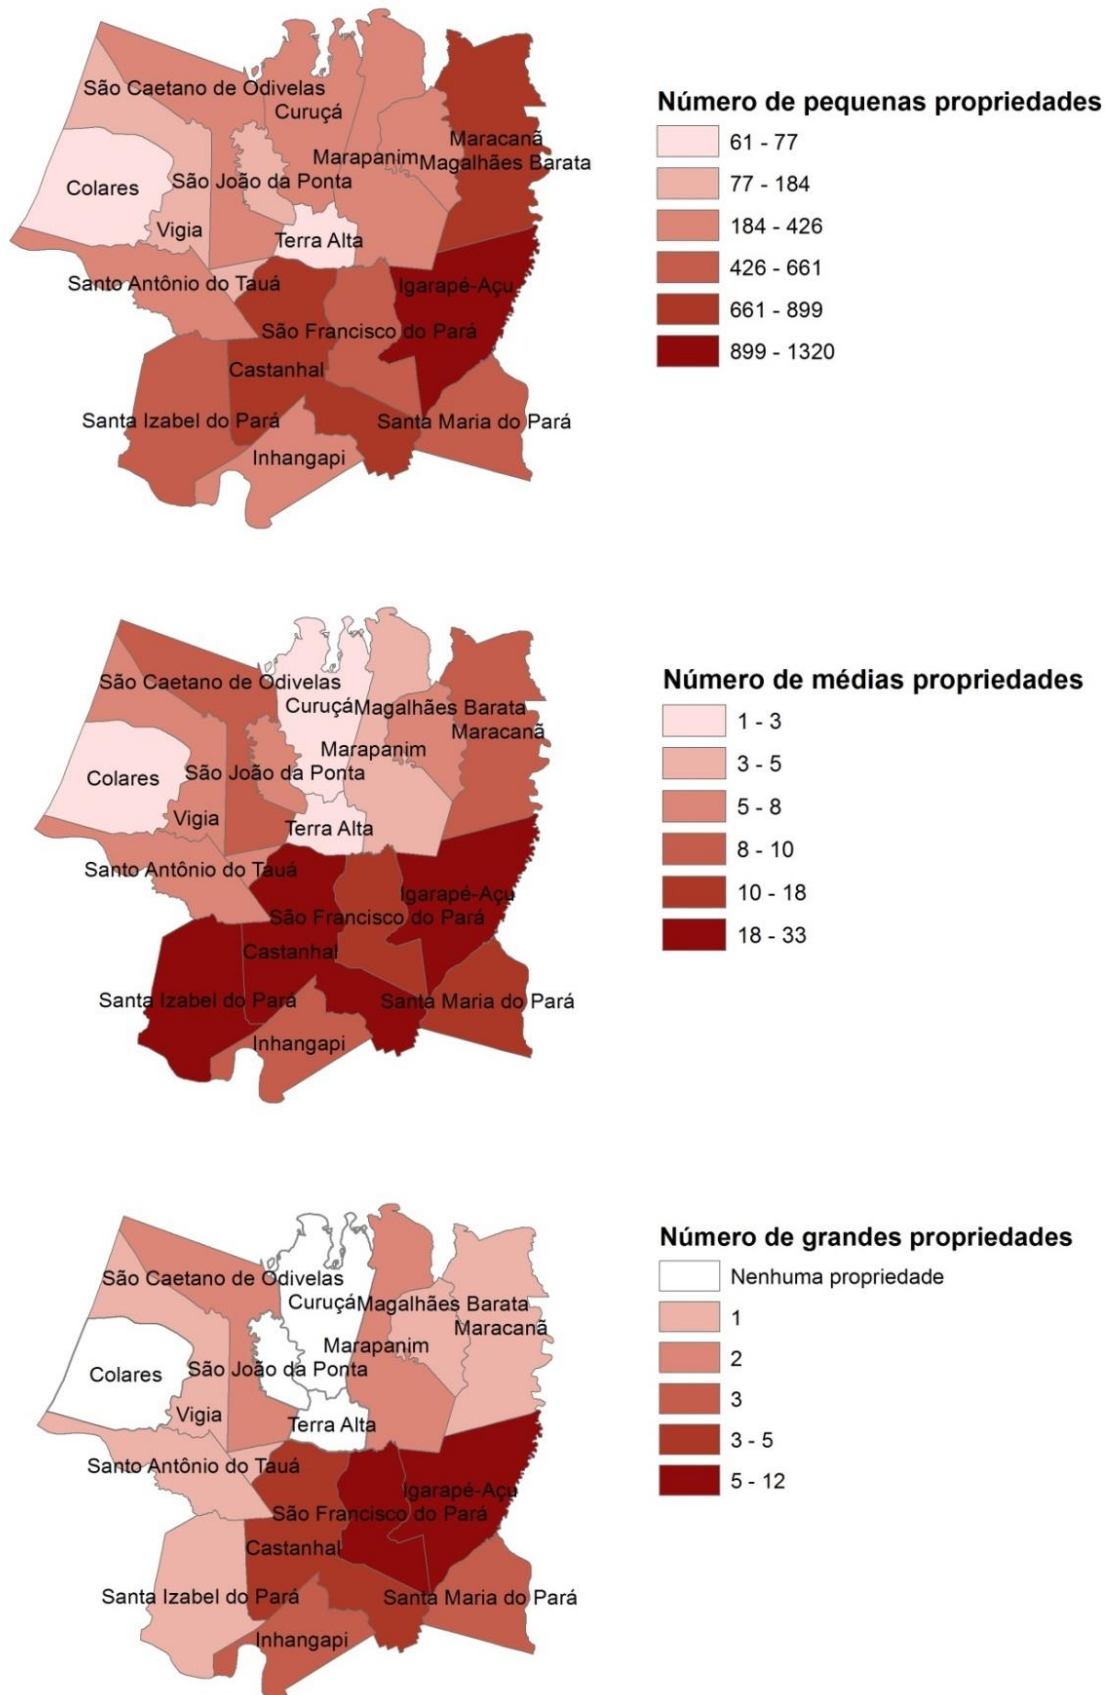 São Caetano de Odivelas
Curuçá
Maracanã
Marapanim
Magalhães Barata
Colares
São João da Ponta
Vigia
Terra Alta
Santo Antônio do Tauá
Igarapé-Açu
São Francisco do Pará
Castanhal
Santa Izabel do Pará
Santa Maria do Pará
Inhangapi
Número de pequenas propriedades
61 - 77
77 - 184
184 - 426
426 - 661
661 - 899
899 - 1320
São Caetano de Odivelas
Curuçá
Magalhães Barata
Maracanã
Marapanim
Colares
São João da Ponta
Vigia
Terra Alta
Santo Antônio do Tauá
Igarapé-Açu
São Francisco do Pará
Castanhal
Santa Izabel do Pará
Santa Maria do Pará
Inhangapi
Número de médias propriedades
1 - 3
3 - 5
5 - 8
8 - 10
10 - 18
18 - 33
São Caetano de Odivelas
Curuçá
Magalhães Barata
Maracanã
Marapanim
Colares
São João da Ponta
Vigia
Terra Alta
Santo Antônio do Tauá
Igarapé-Açu
São Francisco do Pará
Castanhal
Santa Izabel do Pará
Santa Maria do Pará
Inhangapi
Número de grandes propriedades
Nenhuma propriedade
1
2
3
3 - 5
5 - 12